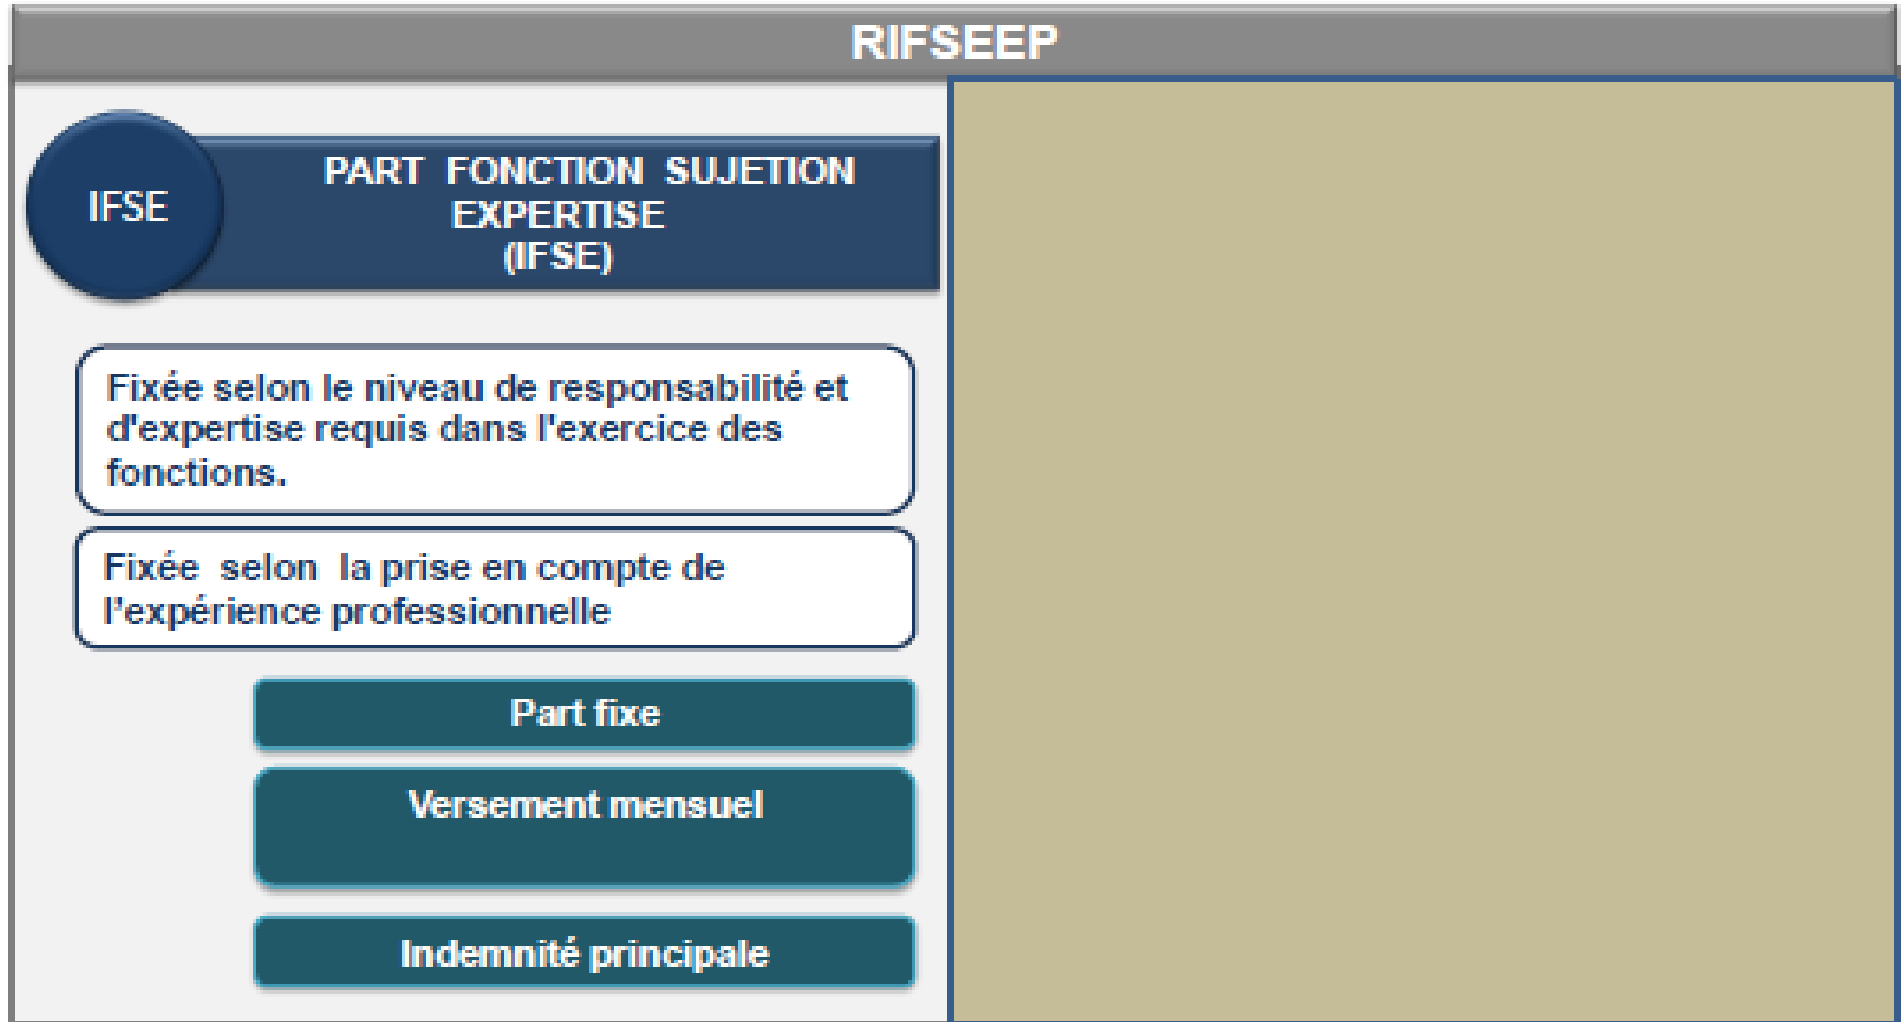 RIFSEEP
IFSE
PART FONCTION SUJETION
EXPERTISE
(IFSE)
Fixée selon le niveau de responsabilité et
d'expertise requis dans l'exercice des
fonctions.
Fixée selon la prise en compte de
l'expérience professionnelle
Part fixe
Versement mensuel
Indemnité principale